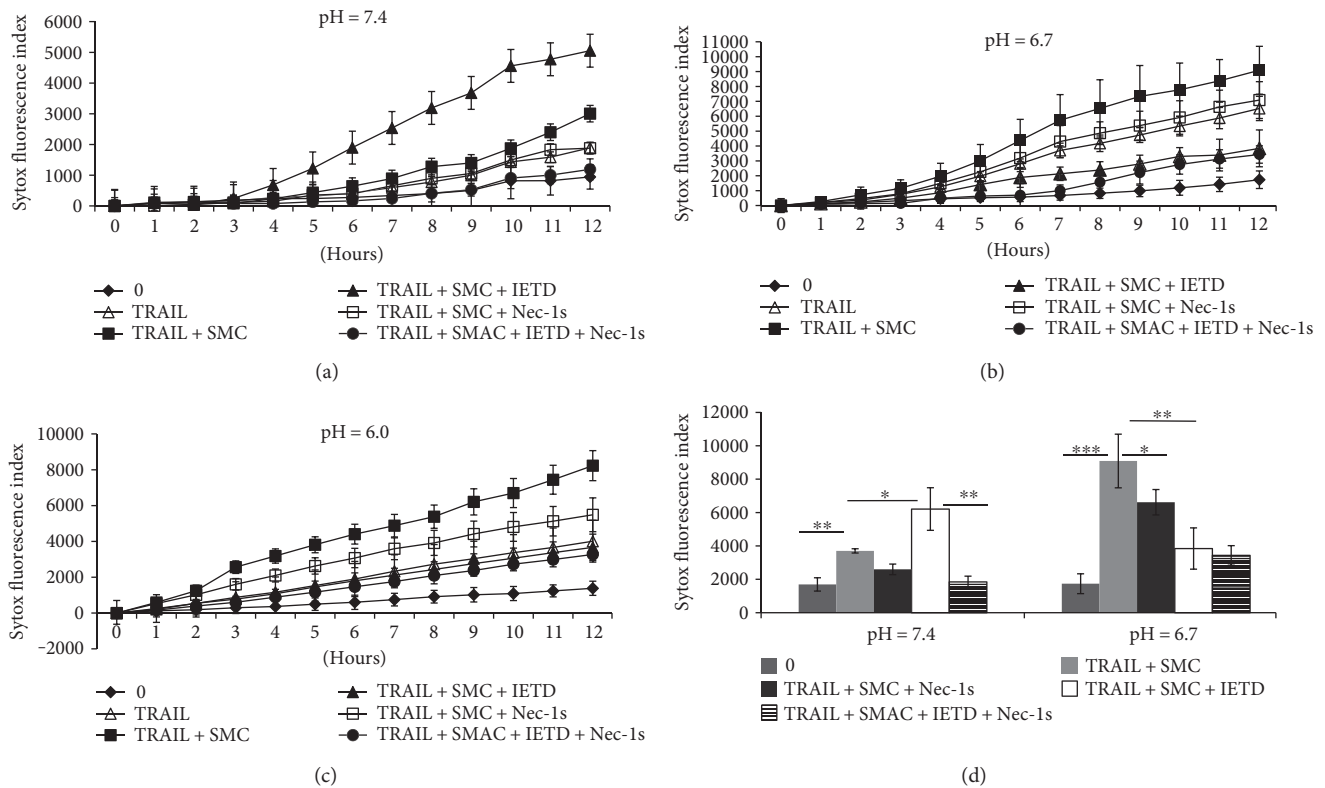 pH = 7.4
Sytox fluorescence index
6000
5000
4000
3000
2000
1000
0
0 1 2 3 4 5 6 7 8 9 10 11 12
(Hours)
0
TRAIL
TRAIL + SMC
TRAIL + SMC + IETD
TRAIL + SMC + Nec-1s
TRAIL + SMAC + IETD + Nec-1s
(a)
pH = 6.7
Sytox fluorescence index
11000
10000
9000
8000
7000
6000
5000
4000
3000
2000
1000
0
0 1 2 3 4 5 6 7 8 9 10 11 12
(Hours)
0
TRAIL
TRAIL + SMC
TRAIL + SMC + IETD
TRAIL + SMC + Nec-1s
TRAIL + SMAC + IETD + Nec-1s
(b)
pH = 6.0
Sytox fluorescence index
10000
8000
6000
4000
2000
0
-2000
0 1 2 3 4 5 6 7 8 9 10 11 12
(Hours)
0
TRAIL
TRAIL + SMC
TRAIL + SMC + IETD
TRAIL + SMC + Nec-1s
TRAIL + SMAC + IETD + Nec-1s
(c)
Sytox fluorescence index
12000
10000
8000
6000
4000
2000
0
** * ** *** * **
pH = 7.4 pH = 6.7
0
TRAIL + SMC + Nec-1s
TRAIL + SMAC + IETD + Nec-1s
TRAIL + SMC
TRAIL + SMC + IETD
(d)